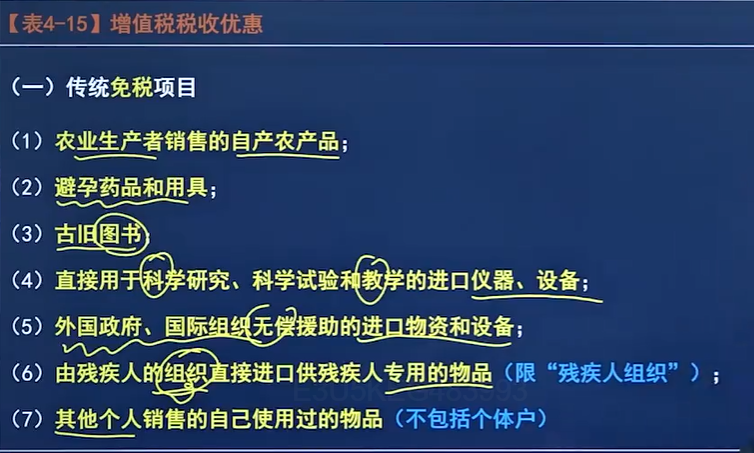 【表4-15】增值税税收优惠
（一）传统免税项目
（1）农业生产者销售的自产农产品；
（2）避孕药品和用具；
（3）古旧图书；
（4）直接用于科学研究、科学试验和教学的进口仪器、设备；
（5）外国政府、国际组织无偿援助的进口物资和设备；
（6）由残疾人的组织直接进口供残疾人专用的物品（限“残疾人组织”）；
（7）其他个人销售的自己使用过的物品（不包括个体户）